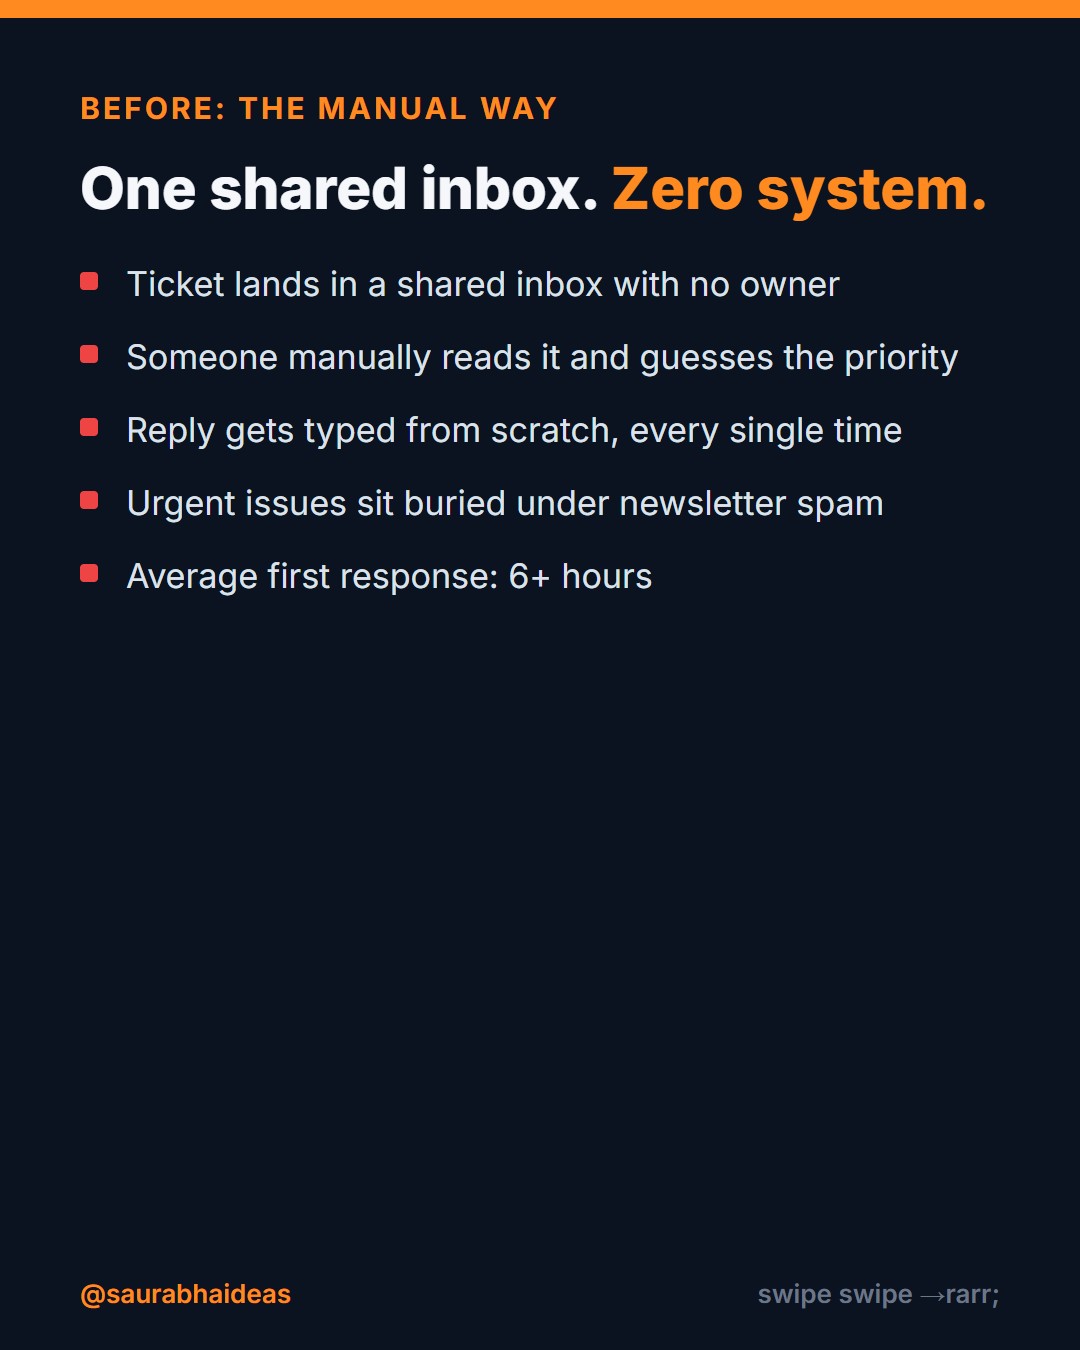 BEFORE: THE MANUAL WAY
One shared inbox. Zero system.
Ticket lands in a shared inbox with no owner
Someone manually reads it and guesses the priority
Reply gets typed from scratch, every single time
Urgent issues sit buried under newsletter spam
Average first response: 6+ hours
@saurabhaideas
swipe swipe →rarr;